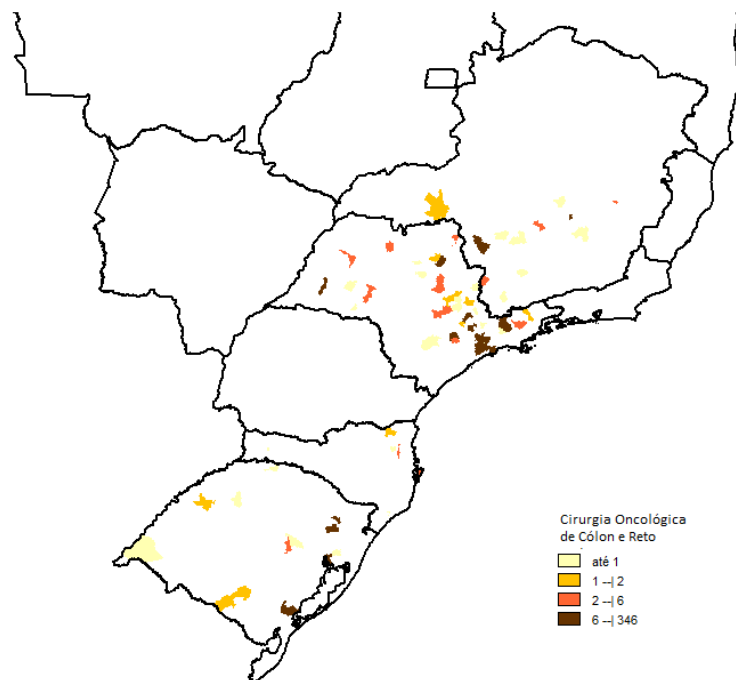 Cirurgia Oncológica
de Cólon e Reto
até 1
1 --| 2
2 --| 6
6 --| 346